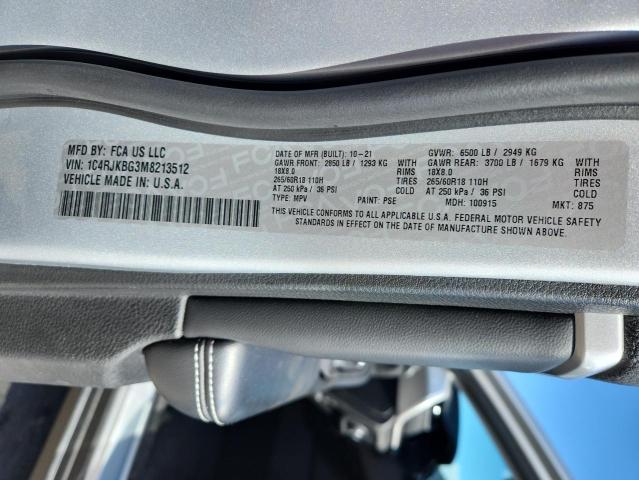 MFD BY: FCA US LLC
VIN: 1C4RJKBG3M8213512
VEHICLE MADE IN U.S.A.
DATE OF MFR (BUILT): 10-21 GVWR: 6500 LB / 2949 KG
GAWR FRONT: 2850 LB / 1293 KG WITH GAWR REAR: 3700 LB / 1679 KG WITH
18X8.0 RIMS 18X8.0 RIMS
265/60R18 110H TIRES 265/60R18 110H TIRES
AT 250 kPa / 36 PSI COLD AT 250 kPa / 36 PSI COLD
TYPE: MPV PAINT: PSE MDH: 100915 MKT: 875
THIS VEHICLE CONFORMS TO ALL APPLICABLE U.S.A. FEDERAL MOTOR VEHICLE SAFETY
STANDARDS IN EFFECT ON THE DATE OF MANUFACTURE SHOWN ABOVE.